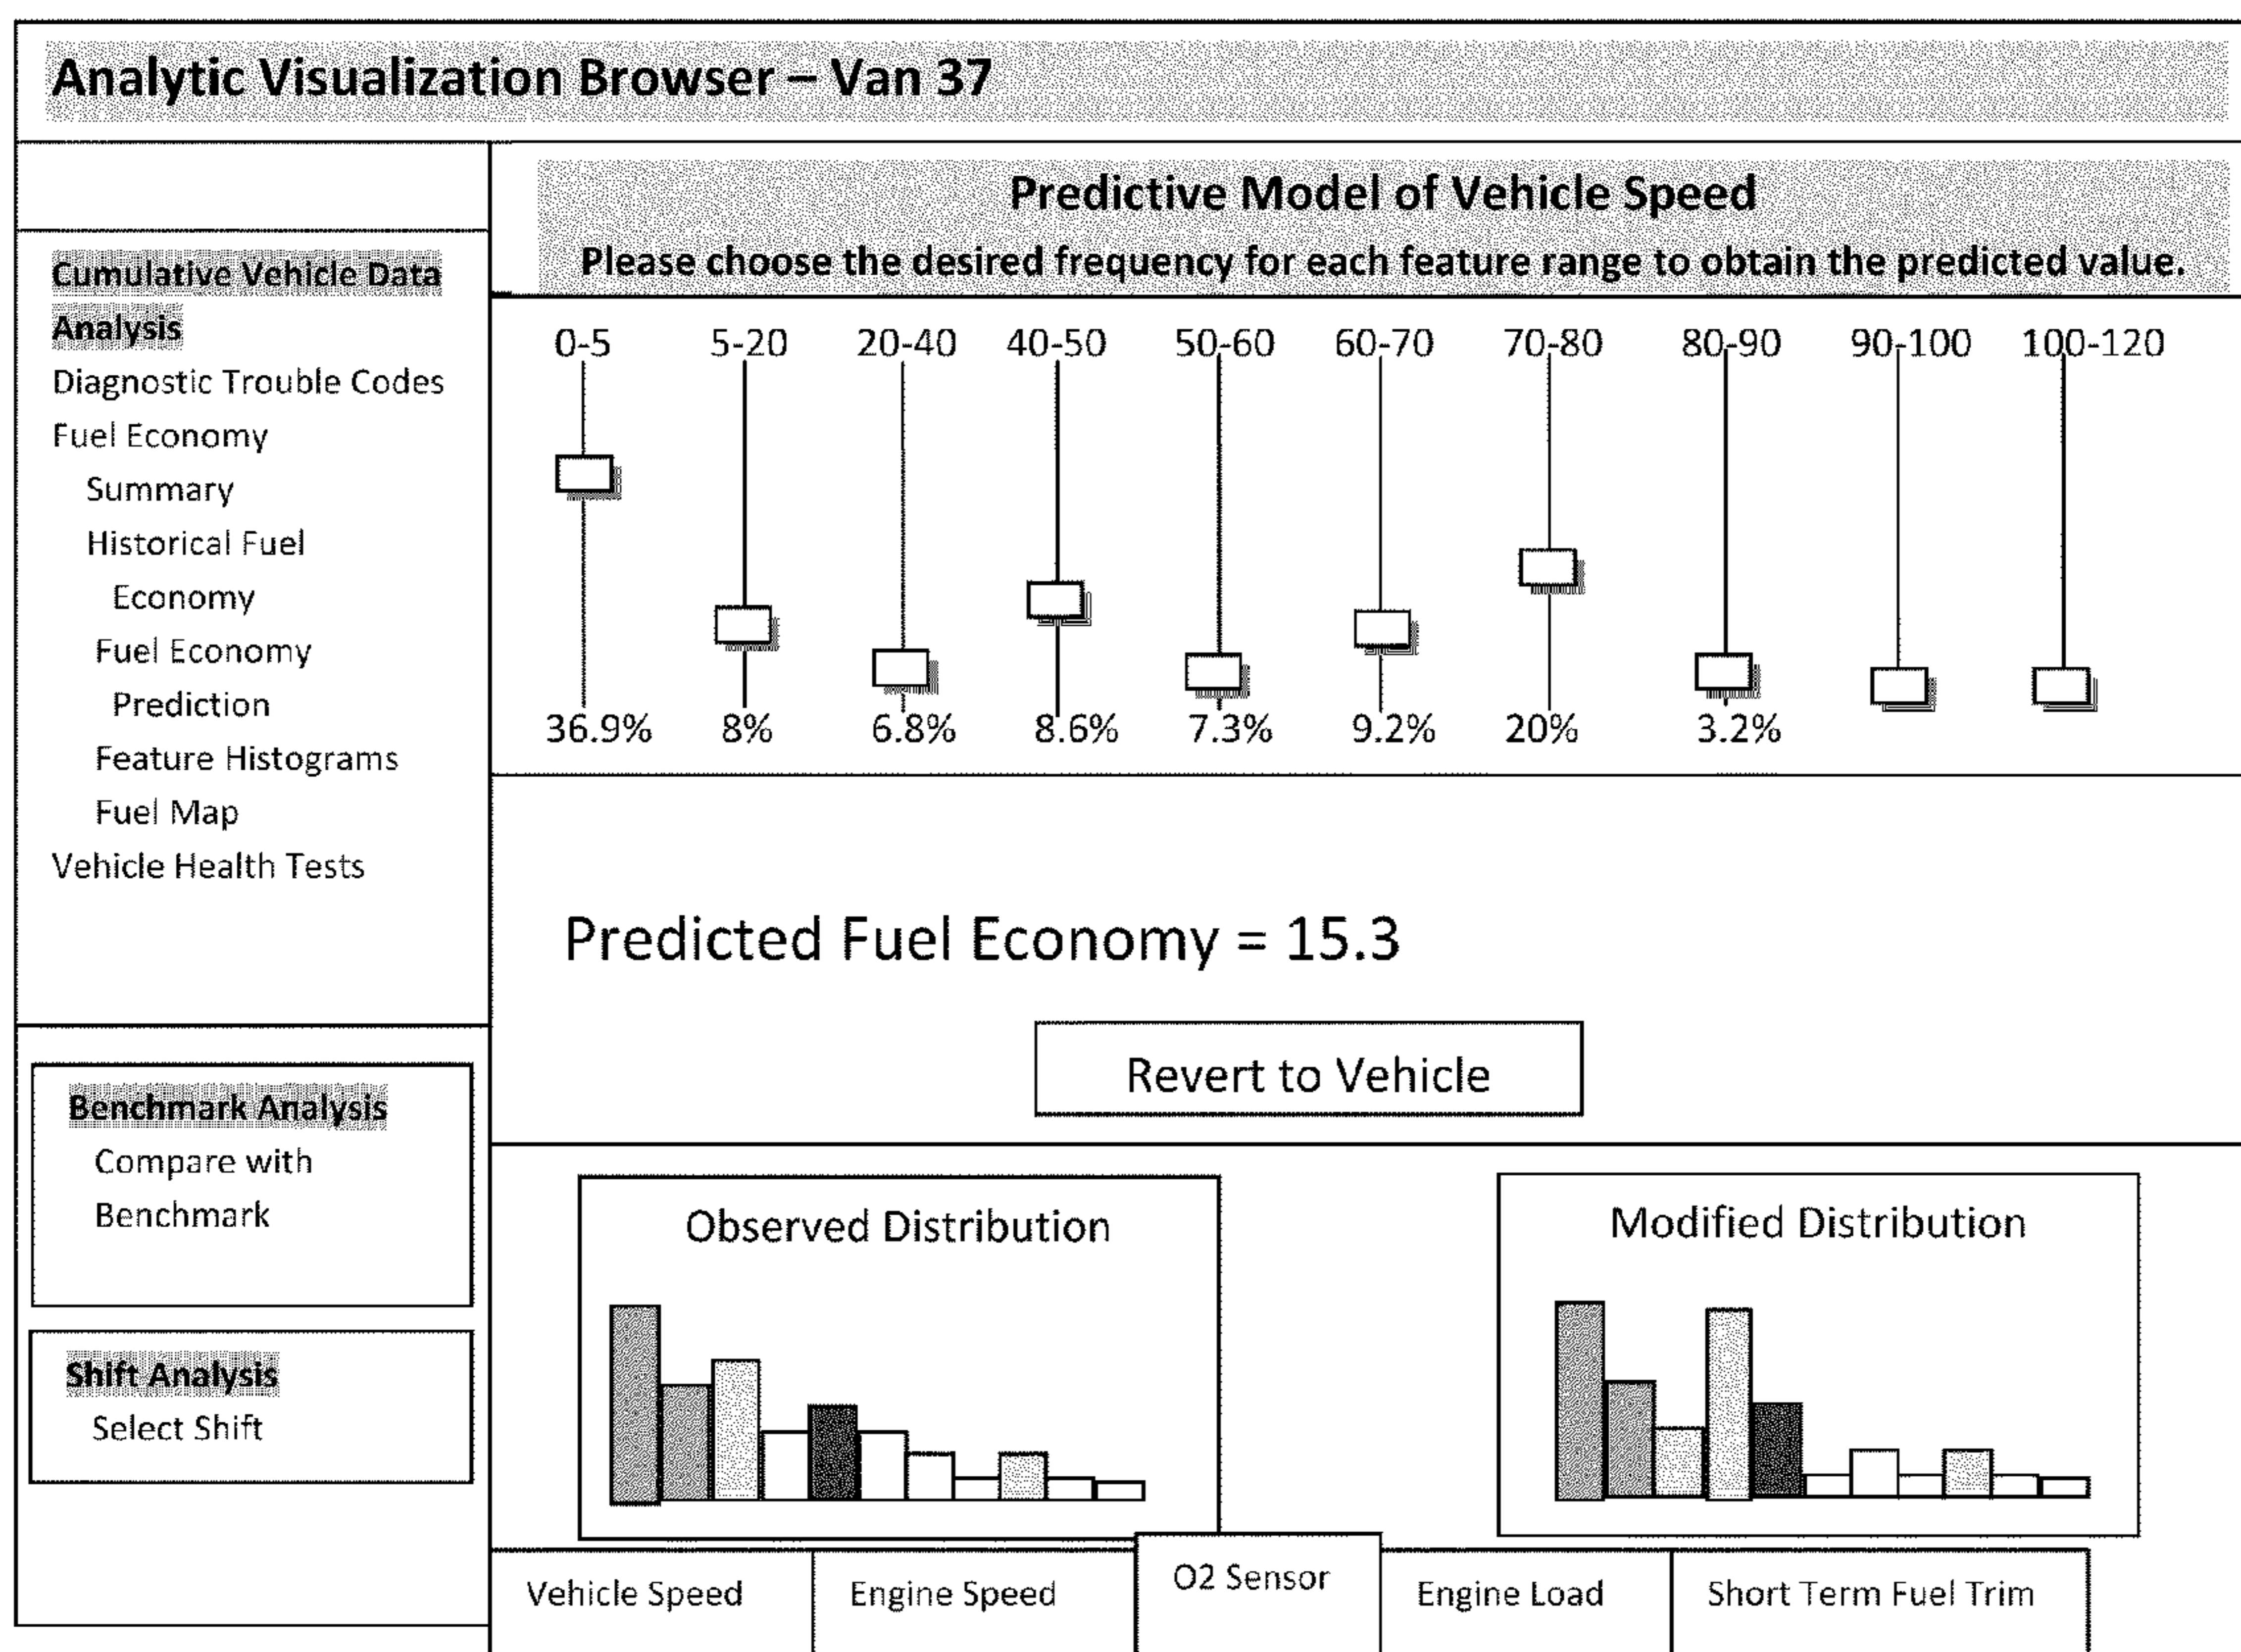 Analytic Visualization Browser – Van 37
Cumulative Vehicle Data
Analysis
Diagnostic Trouble Codes
Fuel Economy
Summary
Historical Fuel
Economy
Fuel Economy
Prediction
Feature Histograms
Fuel Map
Vehicle Health Tests
Benchmark Analysis
Compare with
Benchmark
Shift Analysis
Select Shift
Predictive Model of Vehicle Speed
Please choose the desired frequency for each feature range to obtain the predicted value.
0-5 5-20 20-40 40-50 50-60 60-70 70-80 80-90 90-100 100-120
36.9% 8% 6.8% 8.6% 7.3% 9.2% 20% 3.2%
Predicted Fuel Economy = 15.3
Revert to Vehicle
Observed Distribution
Modified Distribution
Vehicle Speed
Engine Speed
O2 Sensor
Engine Load
Short Term Fuel Trim